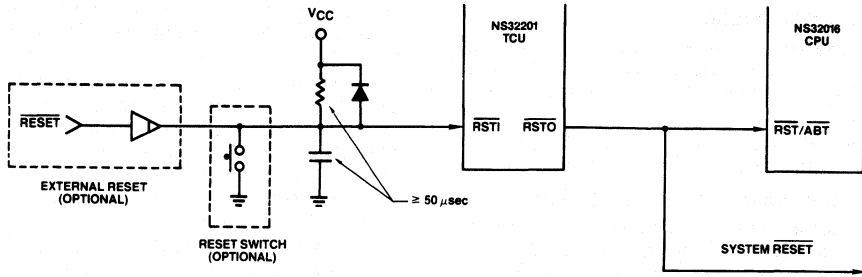 VCC
NS32201
TCU
NS32016
CPU
RESET
RSTI
RSTO
RST/ABT
EXTERNAL RESET
(OPTIONAL)
≥ 50 μsec
RESET SWITCH
(OPTIONAL)
SYSTEM RESET